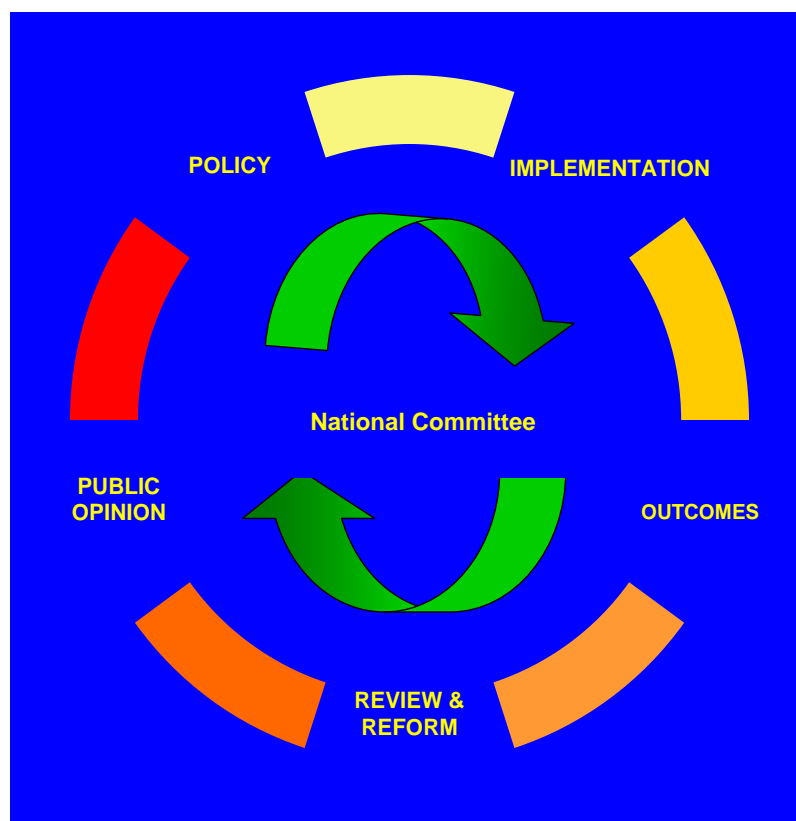 POLICY
IMPLEMENTATION
National Committee
PUBLIC
OPINION
OUTCOMES
REVIEW &
REFORM